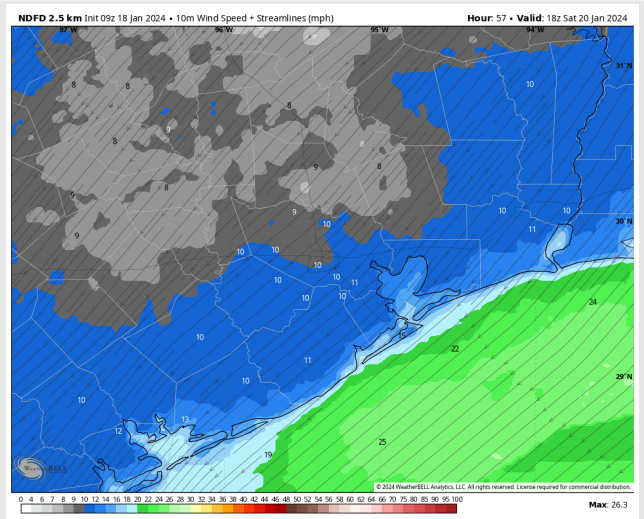 NDFD 2.5 km Init 09z 18 Jan 2024 • 10m Wind Speed + Streamlines (mph) Hour: 57 • Valid: 18z Sat 20 Jan 2024
97°W 96°W 95°W 94°W
31°N
8 8 10
8
9
8
9 8
8
9
9 10 10
30°N
10
9 11
10 10
10
10 10 11
10 10
24
10 15
22
11
29°N
10
10
13
12
25
19
WeatherBELL
© 2024 WeatherBELL Analytics, LLC. All rights reserved. License required for commercial distribution.
0 4 6 7 8 9 10 12 14 16 18 20 22 24 26 28 30 32 34 36 38 40 42 44 46 48 50 52 54 56 58 60 62 64 66 68 70 75 80 85 90 95 100
Max: 26.3